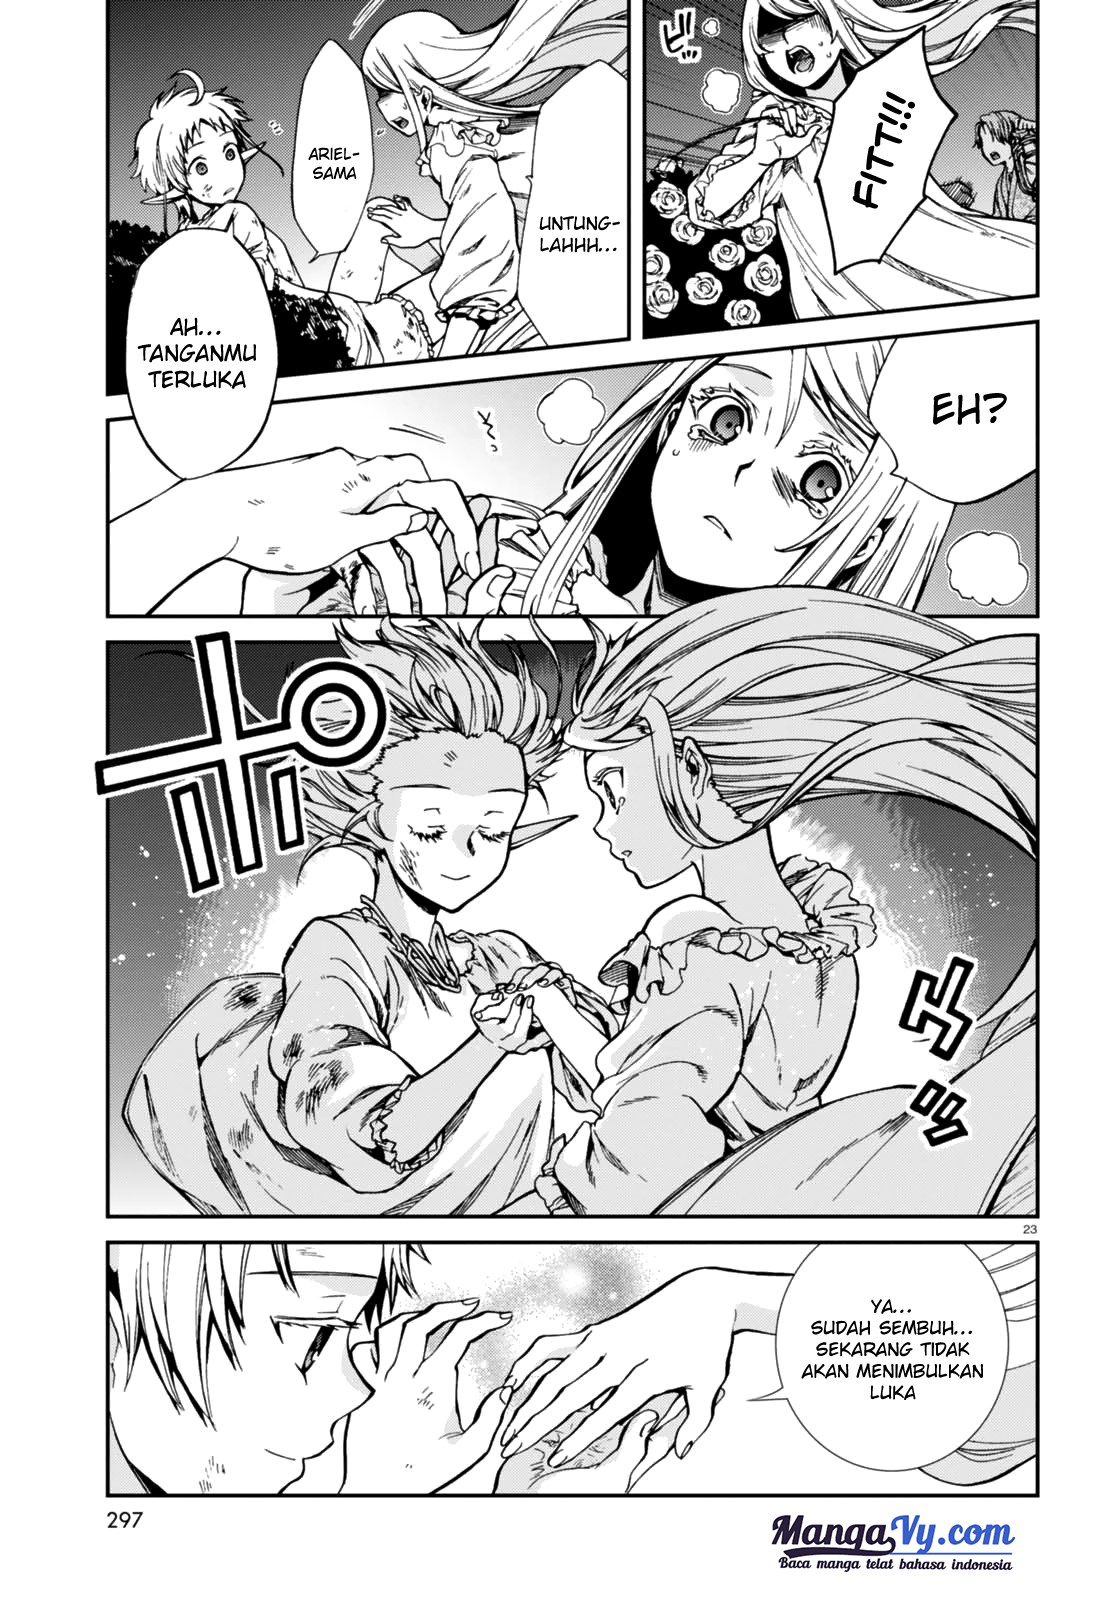 FITT!!!
UNTUNG-
LAHHH...
ARIEL-
SAMA
AH...
TANGANMU
TERLUKA
EH?
23
YA...
SUDAH SEMBUH...
SEKARANG TIDAK
AKAN MENIMBULKAN
LUKA
297
MangaVy.com
Baca manga telat bahasa indonesia